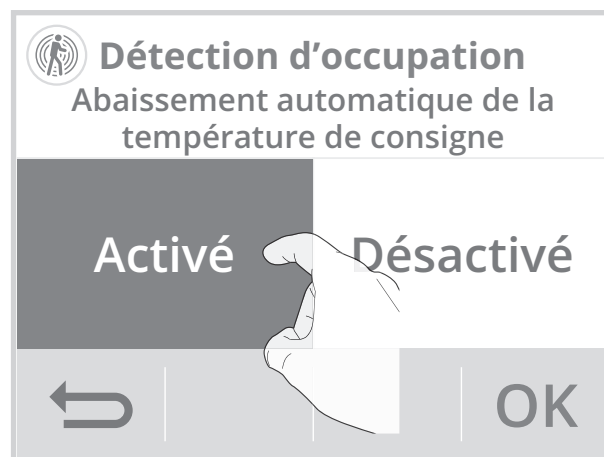 Détection d’occupation
Abaissement automatique de la
température de consigne
Activé
Désactivé
OK